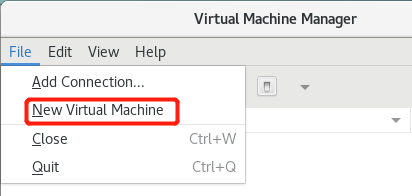 Virtual Machine Manager
File Edit View Help
Add Connection...
New Virtual Machine
Close Ctrl+W
Quit Ctrl+Q